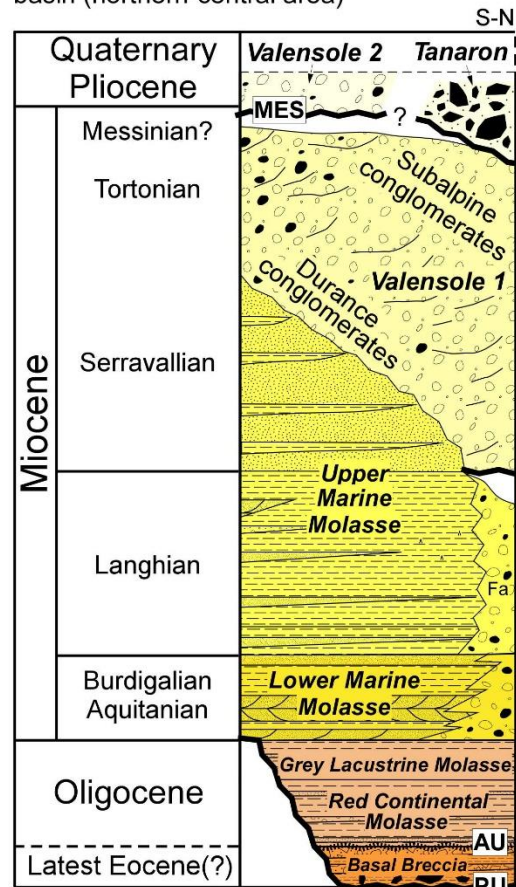 basin (northern-central area)
S-N
Quaternary
Pliocene
Valensole 2
Tanaron
MES
?
Messinian?
Tortonian
Subalpine
conglomerates
Durance
conglomerates
Valensole 1
Serravallian
Miocene
Upper
Marine
Molasse
Langhian
Fa
Burdigalian
Aquitanian
Lower Marine
Molasse
Oligocene
Grey Lacustrine Molasse
Red Continental
Molasse
AU
Latest Eocene(?)
Basal Breccia